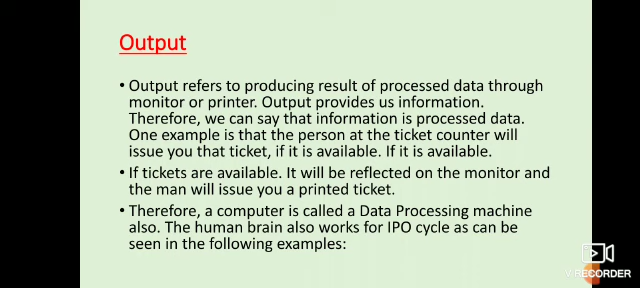 Output
• Output refers to producing result of processed data through
monitor or printer. Output provides us information.
Therefore, we can say that information is processed data.
One example is that the person at the ticket counter will
issue you that ticket, if it is available. If it is available.
• If tickets are available. It will be reflected on the monitor and
the man will issue you a printed ticket.
• Therefore, a computer is called a Data Processing machine
also. The human brain also works for IPO cycle as can be
seen in the following examples:
RECORDER